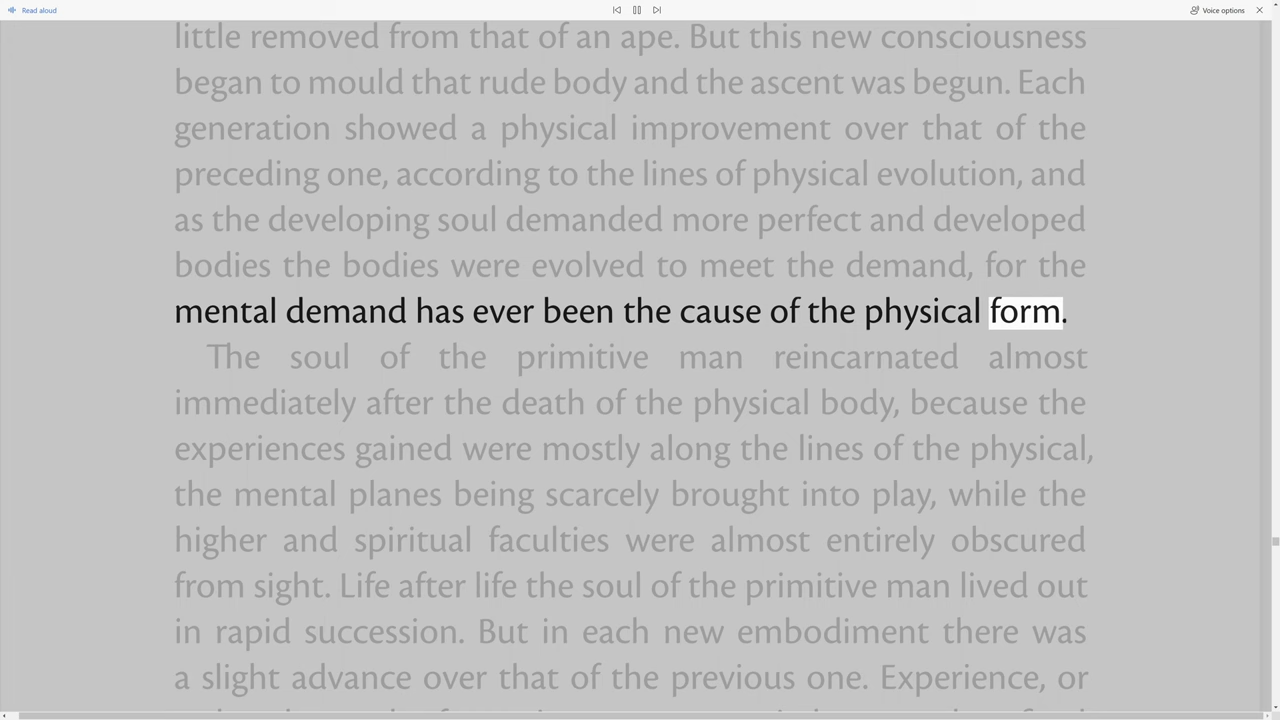 Read aloud
Voice options
little removed from that of an ape. But this new consciousness
began to mould that rude body and the ascent was begun. Each
generation showed a physical improvement over that of the
preceding one, according to the lines of physical evolution, and
as the developing soul demanded more perfect and developed
bodies the bodies were evolved to meet the demand, for the
mental demand has ever been the cause of the physical form.
The soul of the primitive man reincarnated almost
immediately after the death of the physical body, because the
experiences gained were mostly along the lines of the physical,
the mental planes being scarcely brought into play, while the
higher and spiritual faculties were almost entirely obscured
from sight. Life after life the soul of the primitive man lived out
in rapid succession. But in each new embodiment there was
a slight advance over that of the previous one. Experience, or